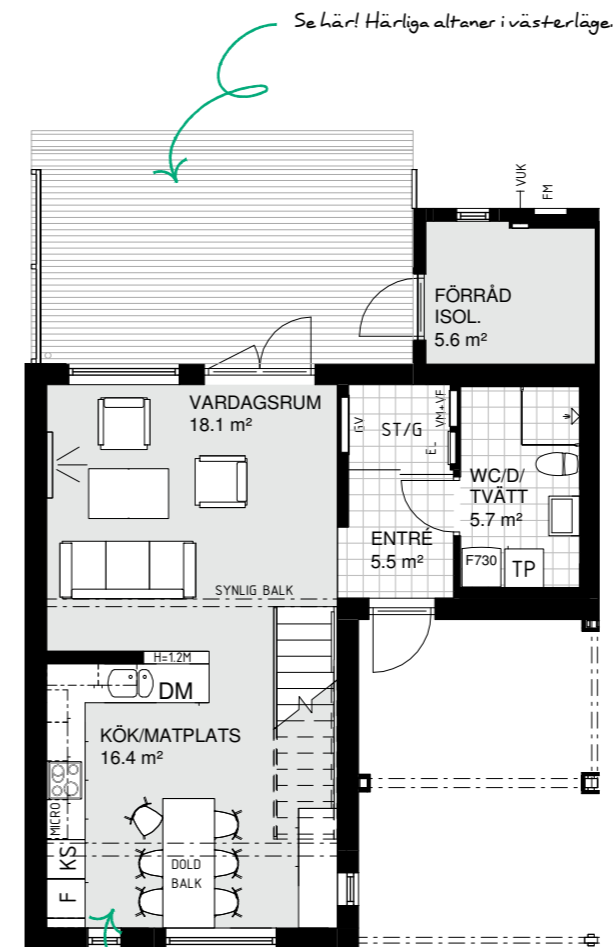 Se här! Härliga altaner i västerläge.
VUK
FM
FÖRRÅD
ISOL.
5.6 m²
VARDAGSRUM
18.1 m²
GV
ST/G
VM+VF
EL
WC/D/
TVÄTT
5.7 m²
ENTRÉ
5.5 m²
F730
TP
SYNLIG BALK
H=1.2M
DM
KÖK/MATPLATS
16.4 m²
MICRO
KS
F
DOLD
BALK